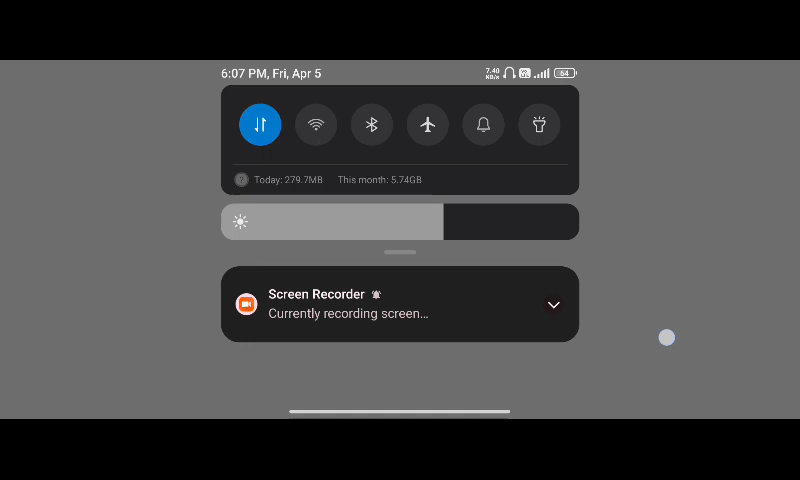 6:07 PM, Fri, Apr 5
7.40
KB/s
64
Today: 279.7MB This month: 5.74GB
Screen Recorder
Currently recording screen...